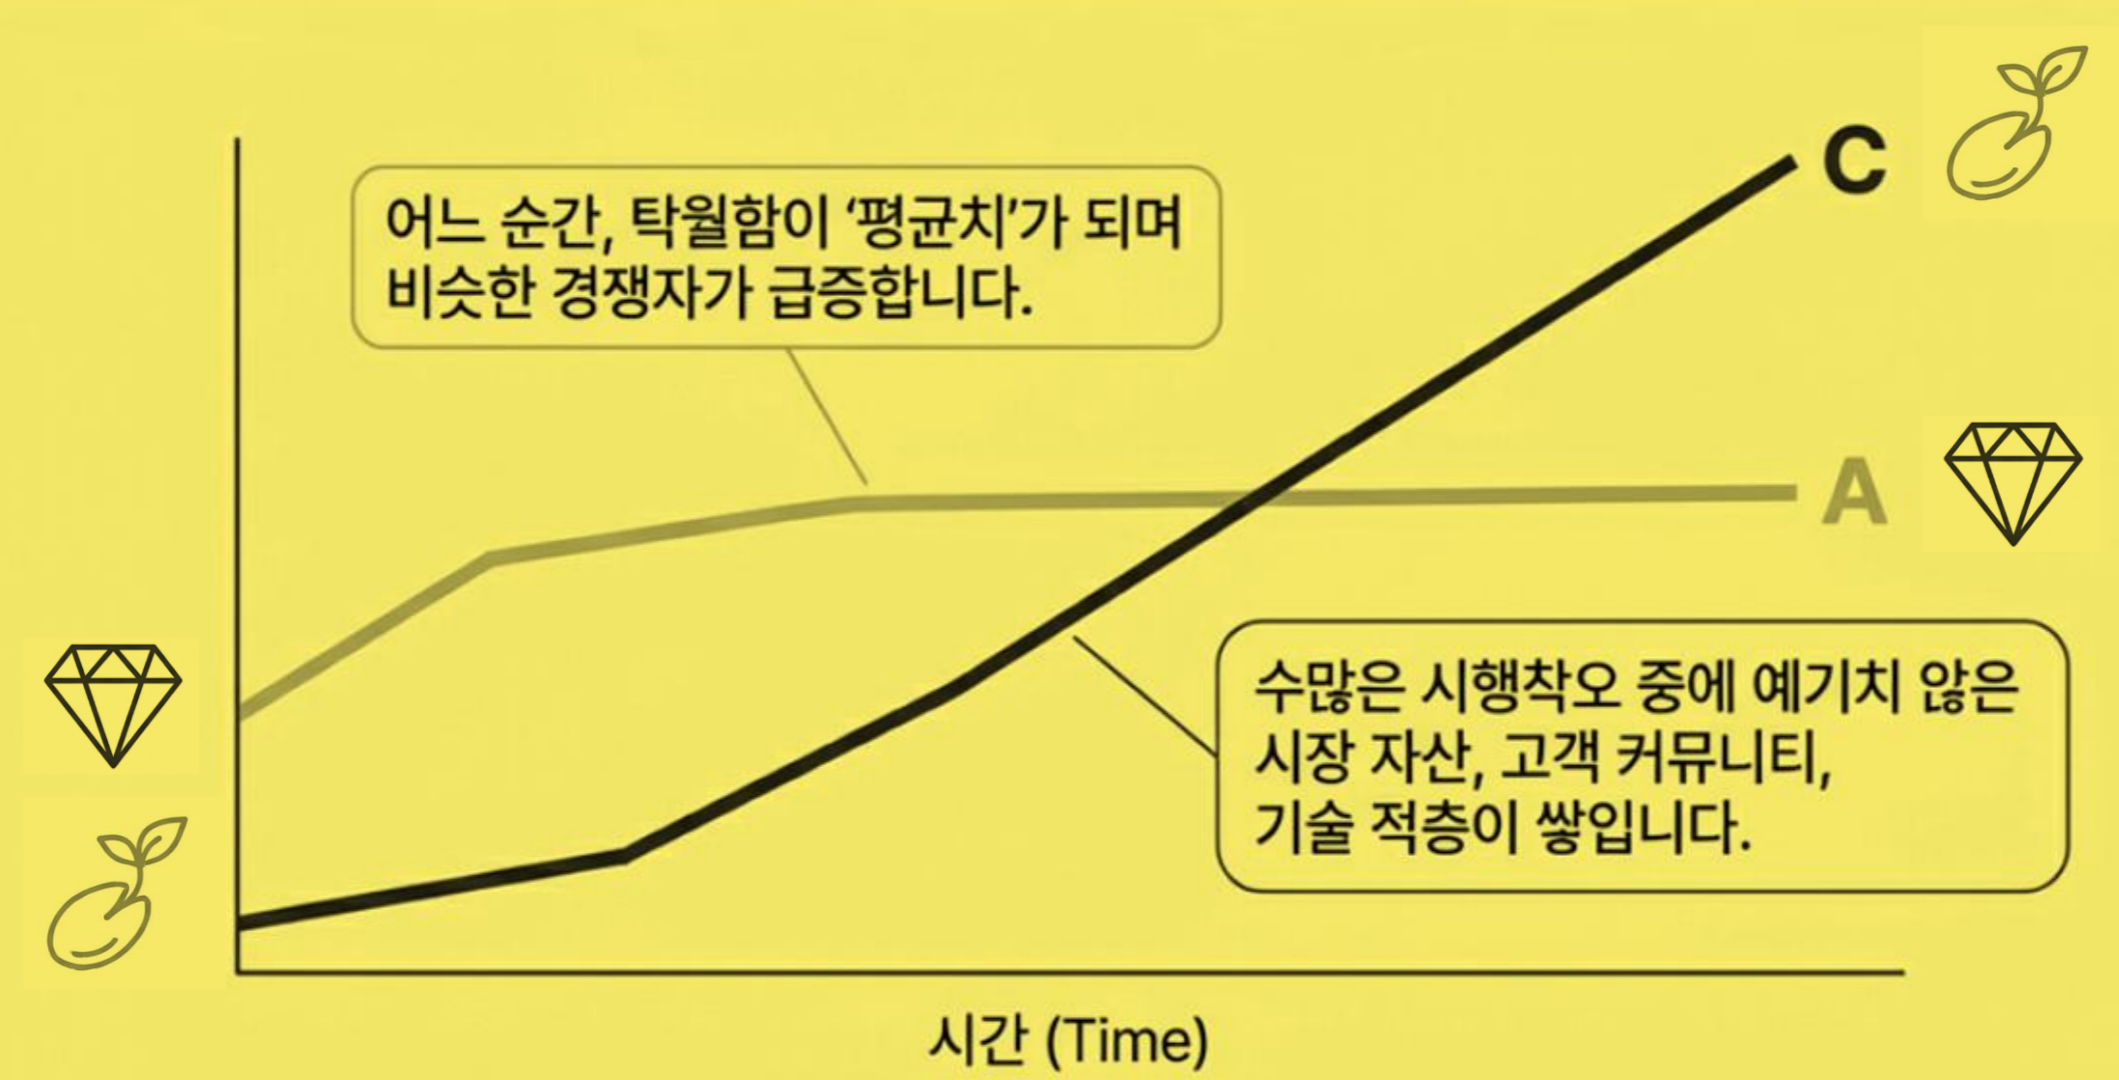 어느 순간, 탁월함이 ‘평균치’가 되며
비슷한 경쟁자가 급증합니다.
C
A
수많은 시행착오 중에 예기치 않은
시장 자산, 고객 커뮤니티,
기술 적층이 쌓입니다.
시간 (Time)